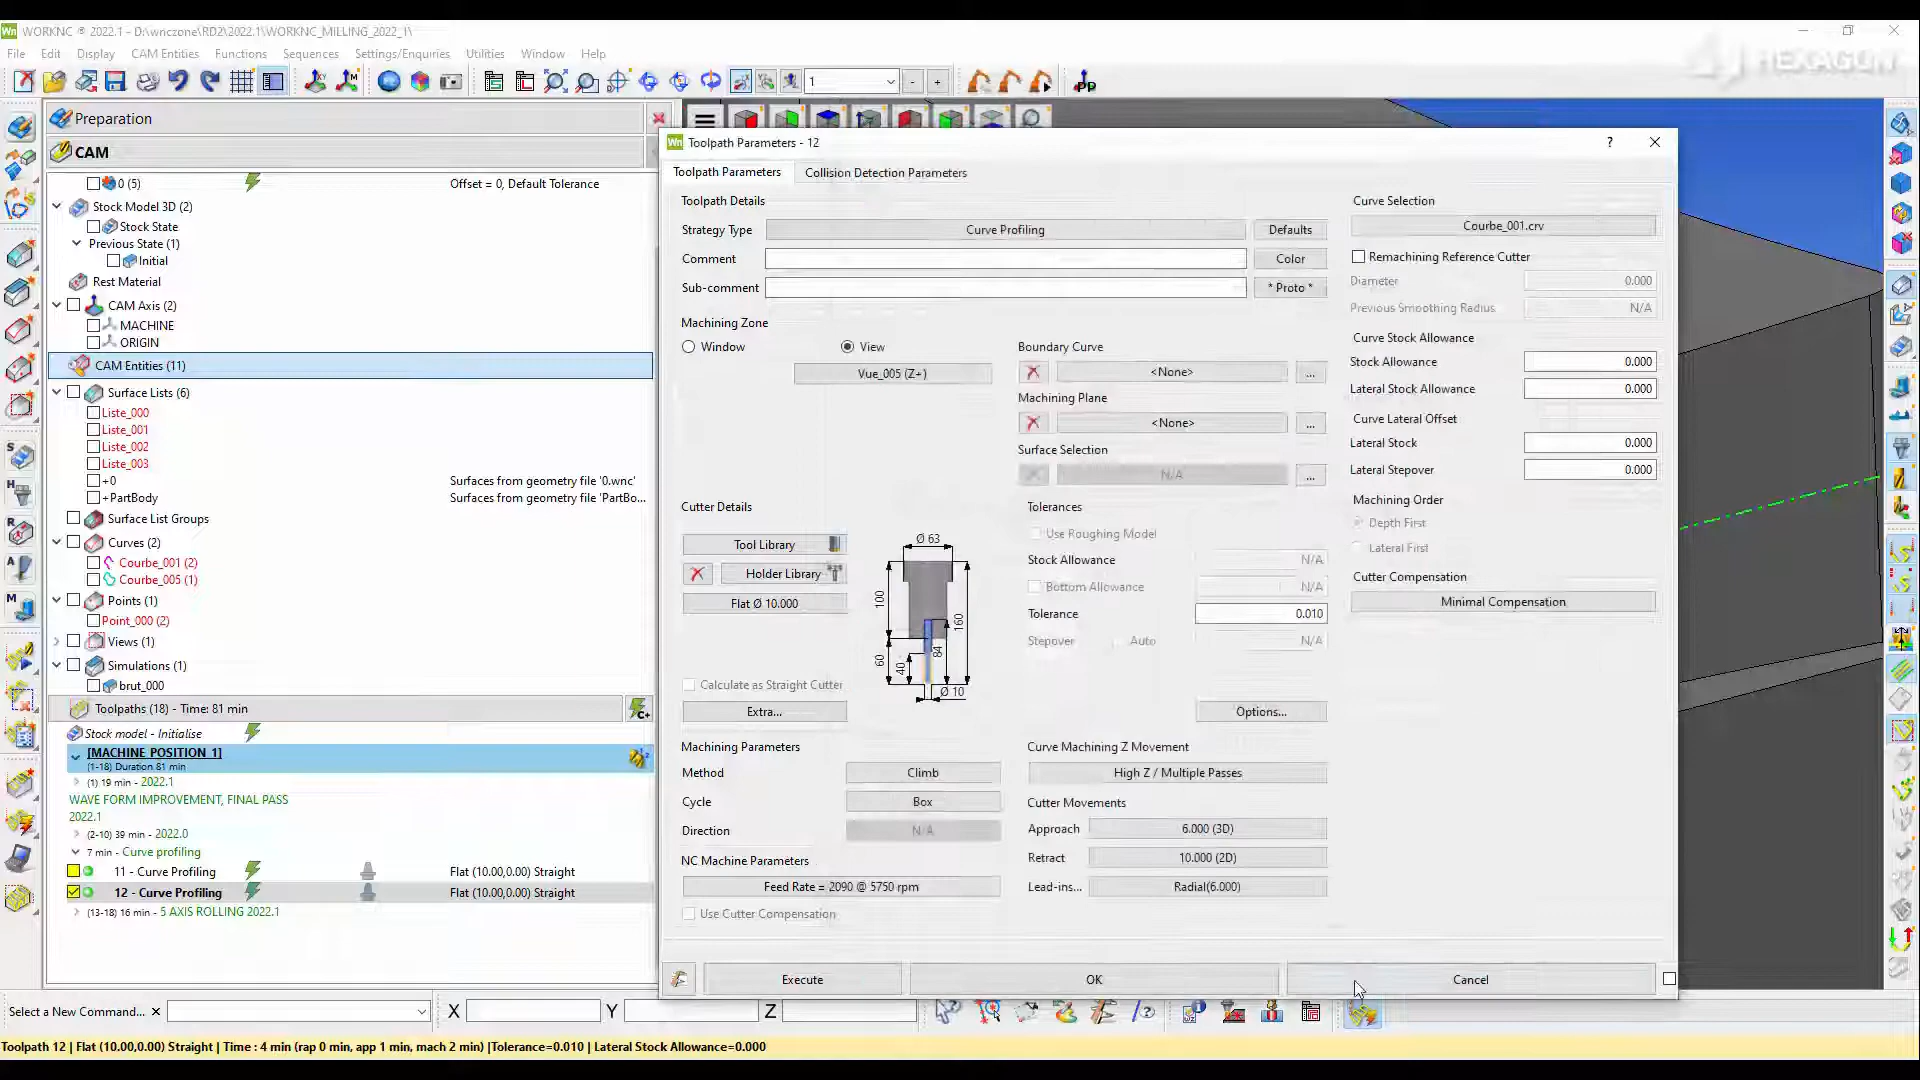 WORKNC ® 2022.1 - D:\wnczone\RD2\2022.1\WORKNC_MILLING_2022_1\
File Edit Display CAM Entities Functions Sequences Settings/Enquiries Utilities Window Help
HEXAGON
1 - +
PP
Preparation
CAM
0 (5) Offset = 0, Default Tolerance
Stock Model 3D (2)
Stock State
Previous State (1)
Initial
Rest Material
CAM Axis (2)
MACHINE
ORIGIN
CAM Entities (11)
Surface Lists (6)
Liste_000
Liste_001
Liste_002
Liste_003
+0 Surfaces from geometry file '0.wnc'
+PartBody Surfaces from geometry file 'PartBo...
Surface List Groups
Curves (2)
Courbe_001 (2)
Courbe_005 (1)
Points (1)
Point_000 (2)
Views (1)
Simulations (1)
brut_000
Toolpaths (18) - Time: 81 min
Stock model - Initialise
[MACHINE POSITION 1]
(1-18) Duration 81 min
(1) 19 min - 2022.1
WAVE FORM IMPROVEMENT, FINAL PASS
2022.1
(2-10) 39 min - 2022.0
7 min - Curve profiling
11 - Curve Profiling Flat (10.00,0.00) Straight
12 - Curve Profiling Flat (10.00,0.00) Straight
(13-18) 16 min - 5 AXIS ROLLING 2022.1
Toolpath Parameters - 12
Toolpath Parameters Collision Detection Parameters
Toolpath Details
Strategy Type Curve Profiling Defaults
Comment Color
Sub-comment * Proto *
Machining Zone
Window View
Vue_005 (Z+)
Boundary Curve
<None> ...
Machining Plane
<None> ...
Surface Selection
N/A ...
Cutter Details
Tool Library
Holder Library
Flat Ø 10.000
Ø 63
100
160
84
60
40
Ø 10
Calculate as Straight Cutter
Extra...
Tolerances
Use Roughing Model
Stock Allowance N/A
Bottom Allowance N/A
Tolerance 0.010
Stepover Auto N/A
Options...
Machining Parameters
Method Climb
Cycle Box
Direction N/A
NC Machine Parameters
Feed Rate = 2090 @ 5750 rpm
Use Cutter Compensation
Curve Machining Z Movement
High Z / Multiple Passes
Cutter Movements
Approach 6.000 (3D)
Retract 10.000 (2D)
Lead-ins... Radial(6.000)
Curve Selection
Courbe_001.crv
Remachining Reference Cutter
Diameter 0.000
Previous Smoothing Radius N/A
Curve Stock Allowance
Stock Allowance 0.000
Lateral Stock Allowance 0.000
Curve Lateral Offset
Lateral Stock 0.000
Lateral Stepover 0.000
Machining Order
Depth First
Lateral First
Cutter Compensation
Minimal Compensation
Execute OK Cancel
Select a New Command... X Y Z
Toolpath 12 | Flat (10.00,0.00) Straight | Time : 4 min (rap 0 min, app 1 min, mach 2 min) |Tolerance=0.010 | Lateral Stock Allowance=0.000